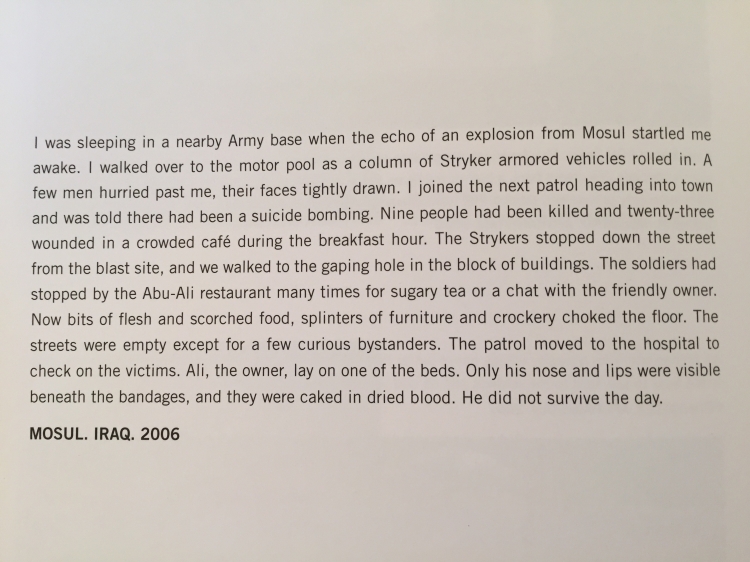 I was sleeping in a nearby Army base when the echo of an explosion from Mosul startled me
awake. I walked over to the motor pool as a column of Stryker armored vehicles rolled in. A
few men hurried past me, their faces tightly drawn. I joined the next patrol heading into town
and was told there had been a suicide bombing. Nine people had been killed and twenty-three
wounded in a crowded café during the breakfast hour. The Strykers stopped down the street
from the blast site, and we walked to the gaping hole in the block of buildings. The soldiers had
stopped by the Abu-Ali restaurant many times for sugary tea or a chat with the friendly owner.
Now bits of flesh and scorched food, splinters of furniture and crockery choked the floor. The
streets were empty except for a few curious bystanders. The patrol moved to the hospital to
check on the victims. Ali, the owner, lay on one of the beds. Only his nose and lips were visible
beneath the bandages, and they were caked in dried blood. He did not survive the day.
MOSUL. IRAQ. 2006